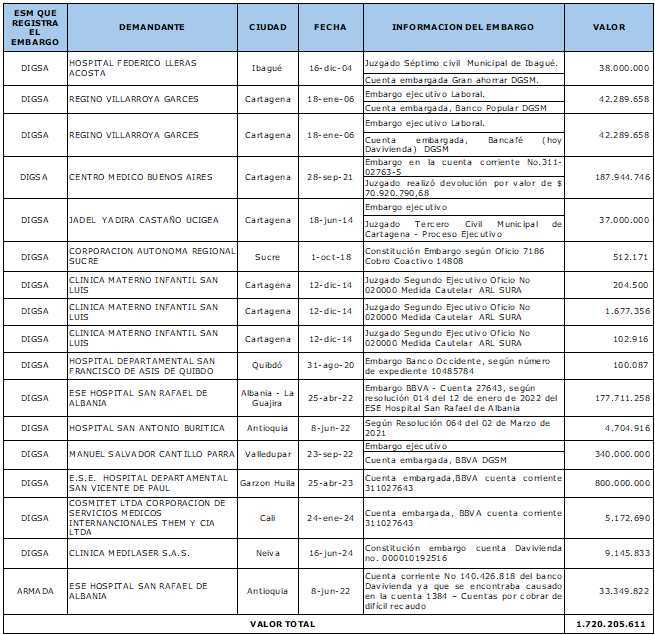 ESM QUE
REGISTRA
EL
EMBARGO
DEMANDANTE
CIUDAD
FECHA
INFORMACION DEL EMBARGO
VALOR
DIGSA
HOSPITAL FEDERICO LLERAS
ACOSTA
Ibagué
16-dic-04
Juzgado Séptimo civil Municipal de Ibagué.
Cuenta embargada Gran ahorrar DGSM.
38.000.000
DIGSA
REGINO VILLARROYA GARCES
Cartagena
18-ene-06
Embargo ejecutivo Laboral.
Cuenta embargada, Banco Popular DGSM
42.289.658
DIGSA
REGINO VILLARROYA GARCES
Cartagena
18-ene-06
Embargo ejecutivo Laboral.
Cuenta embargada, Bancafé (hoy
Davivienda) DGSM
42.289.658
DIGSA
CENTRO MEDICO BUENOS AIRES
Cartagena
28-sep-21
Embargo en la cuenta corriente No.311-
02763-5
Juzgado realizó devolución por valor de $
70.920.790,68
187.944.746
DIGSA
JADEL YADIRA CASTAÑO UCIGEA
Cartagena
18-jun-14
Embargo ejecutivo
Juzgado Tercero Civil Municipal de
Cartagena - Proceso Ejecutivo
37.000.000
DIGSA
CORPORACION AUTONOMA REGIONAL
SUCRE
Sucre
1-oct-18
Constitución Embargo según Oficio 7186
Cobro Coactivo 14808
512.171
DIGSA
CLINICA MATERNO INFANTIL SAN
LUIS
Cartagena
12-dic-14
Juzgado Segundo Ejecutivo Oficio No
020000 Medida Cautelar ARL SURA
204.500
DIGSA
CLINICA MATERNO INFANTIL SAN
LUIS
Cartagena
12-dic-14
Juzgado Segundo Ejecutivo Oficio No
020000 Medida Cautelar ARL SURA
1.677.356
DIGSA
CLINICA MATERNO INFANTIL SAN
LUIS
Cartagena
12-dic-14
Juzgado Segundo Ejecutivo Oficio No
020000 Medida Cautelar ARL SURA
102.916
DIGSA
HOSPITAL DEPARTAMENTAL SAN
FRANCISCO DE ASIS DE QUIBDO
Quibdó
31-ago-20
Embargo Banco Occidente, según número
de expediente 10485784
100.087
DIGSA
ESE HOSPITAL SAN RAFAEL DE
ALBANIA
Albania - La
Guajira
25-abr-22
Embargo BBVA - Cuenta 27643, según
resolución 014 del 12 de enero de 2022 del
ESE Hospital San Rafael de Albania
177.711.258
DIGSA
HOSPITAL SAN ANTONIO BURITICA
Antioquia
8-jun-22
Según Resolución 064 del 02 de Marzo de
2021
4.704.916
DIGSA
MANUEL SALVADOR CANTILLO PARRA
Valledupar
23-sep-22
Embargo ejecutivo
Cuenta embargada, BBVA DGSM
340.000.000
DIGSA
E.S.E. HOSPITAL DEPARTAMENTAL
SAN VICENTE DE PAUL
Garzon Huila
25-abr-23
Cuenta embargada,BBVA cuenta corriente
311027643
800.000.000
DIGSA
COSMITET LTDA CORPORACION DE
SERVICIOS MEDICOS
INTERNANCIONALES THEM Y CIA
LTDA
Cali
24-ene-24
Cuenta embargada, BBVA cuenta corriente
311027643
5.172.690
DIGSA
CLINICA MEDILASER S.A.S.
Neiva
16-jun-24
Constitución embargo cuenta Davivienda
no. 000010192516
9.145.833
ARMADA
ESE HOSPITAL SAN RAFAEL DE
ALBANIA
Antioquia
8-jun-22
Cuenta corriente No 140.426.818 del banco
Davivienda ya que se encontraba causado
en la cuenta 1384 – Cuentas por cobrar de
difícil recaudo
33.349.822
VALOR TOTAL
1.720.205.611